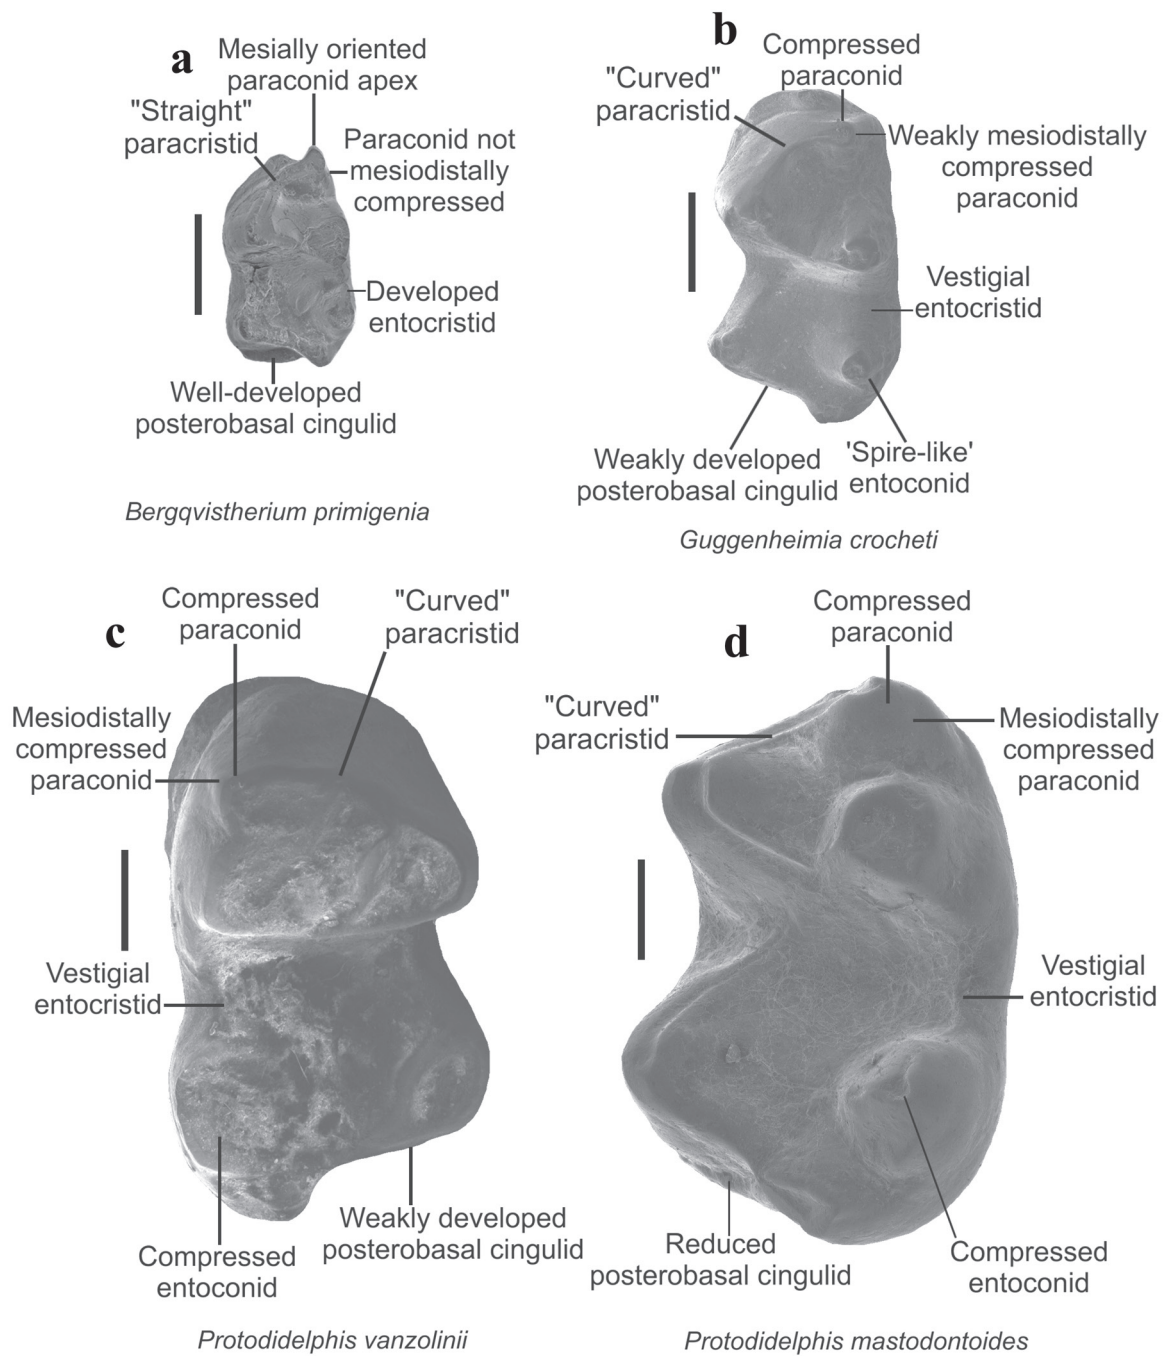 a
Mesially oriented
paraconid apex
"Straight"
paracristid
Paraconid not
mesiodistally
compressed
Developed
entocristid
Well-developed
posterobasal cingulid
Bergqvistherium primigenia
b
Compressed
paraconid
"Curved"
paracristid
Weakly mesiodistally
compressed
paraconid
Vestigial
entocristid
Weakly developed
posterobasal cingulid
'Spire-like'
entoconid
Guggenheimia crocheti
c
Compressed
paraconid
"Curved"
paracristid
Mesiodistally
compressed
paraconid
Vestigial
entocristid
Compressed
entoconid
Weakly developed
posterobasal cingulid
Protodidelphis vanzolinii
d
Compressed
paraconid
"Curved"
paracristid
Mesiodistally
compressed
paraconid
Vestigial
entocristid
Reduced
posterobasal cingulid
Compressed
entoconid
Protodidelphis mastodontoides